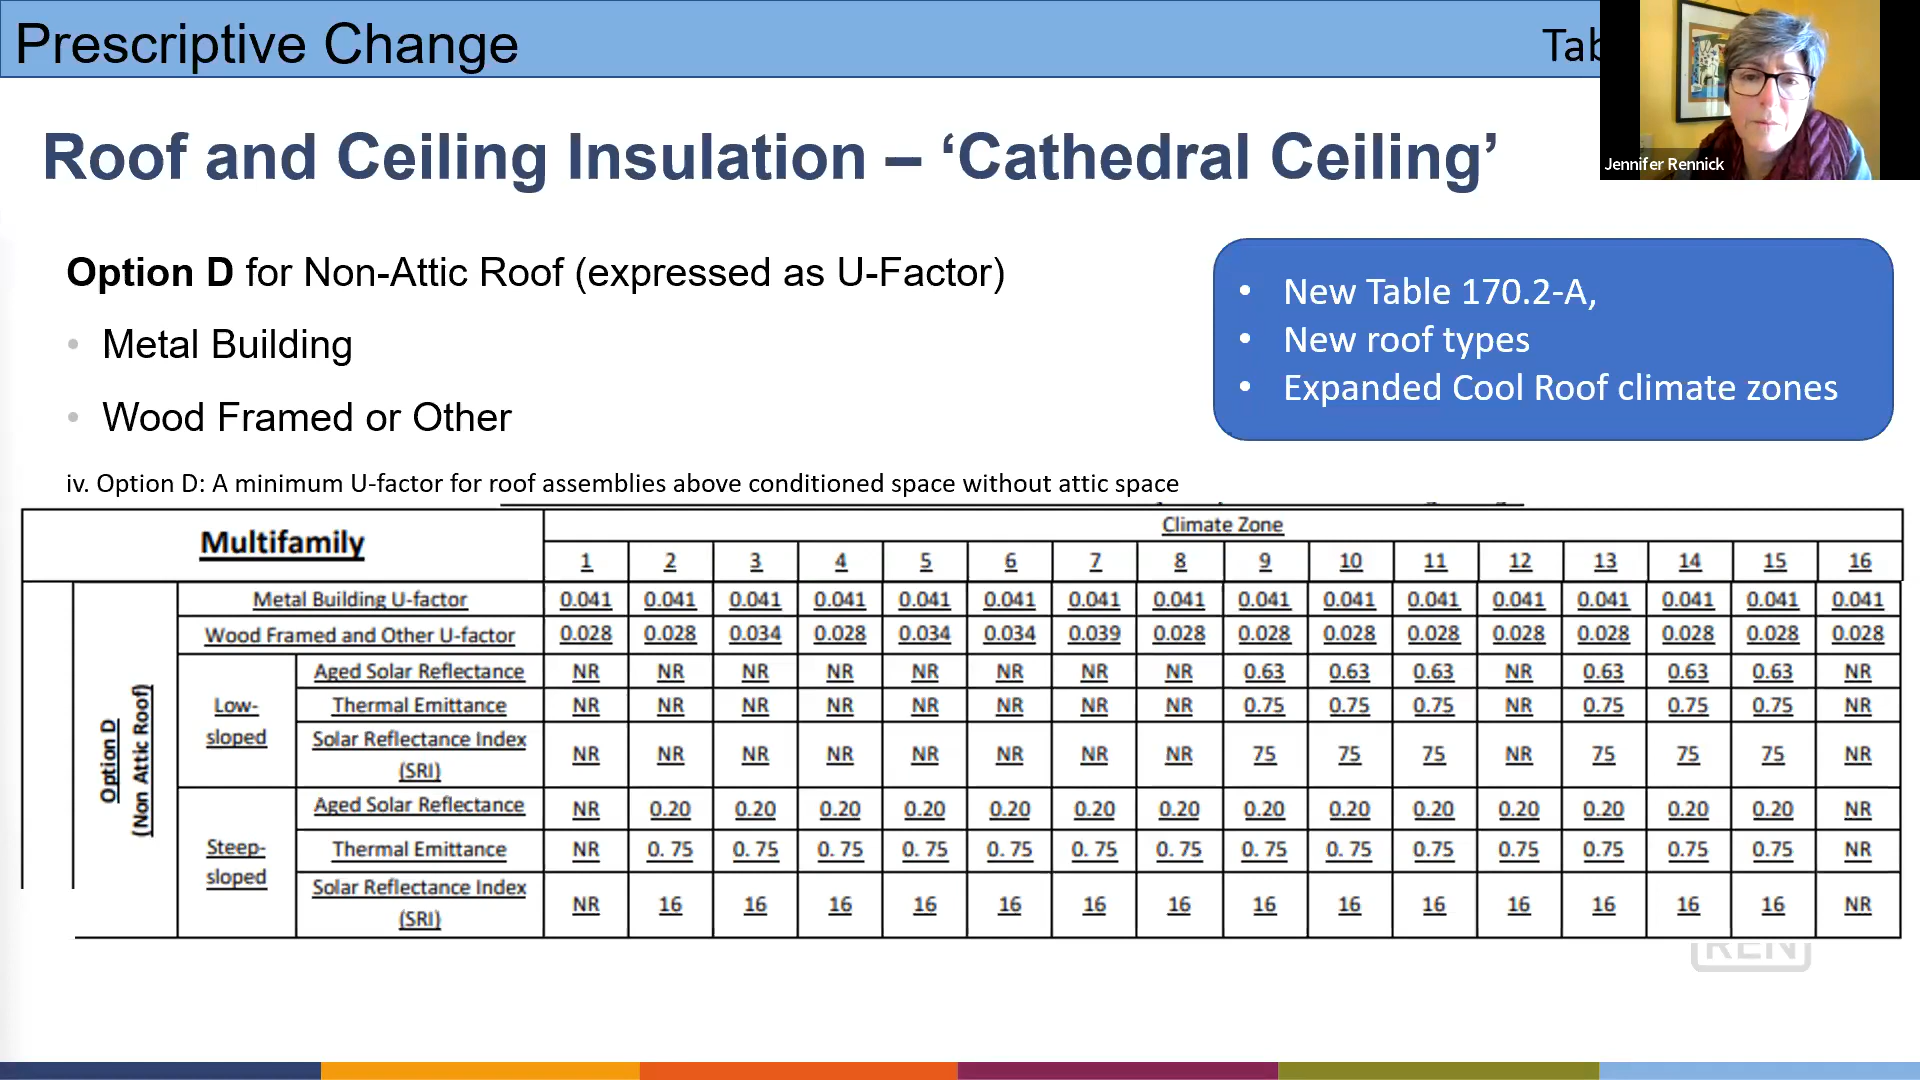 Prescriptive Change
Tab
Jennifer Rennick
Roof and Ceiling Insulation – ‘Cathedral Ceiling’
Option D for Non-Attic Roof (expressed as U-Factor)
• Metal Building
• Wood Framed or Other
• New Table 170.2-A,
• New roof types
• Expanded Cool Roof climate zones
iv. Option D: A minimum U-factor for roof assemblies above conditioned space without attic space
Multifamily
Climate Zone
1 2 3 4 5 6 7 8 9 10 11 12 13 14 15 16
Option D
(Non Attic Roof)
Metal Building U-factor 0.041 0.041 0.041 0.041 0.041 0.041 0.041 0.041 0.041 0.041 0.041 0.041 0.041 0.041 0.041 0.041
Wood Framed and Other U-factor 0.028 0.028 0.034 0.028 0.034 0.034 0.039 0.028 0.028 0.028 0.028 0.028 0.028 0.028 0.028 0.028
Low-
sloped
Aged Solar Reflectance NR NR NR NR NR NR NR NR 0.63 0.63 0.63 NR 0.63 0.63 0.63 NR
Thermal Emittance NR NR NR NR NR NR NR NR 0.75 0.75 0.75 NR 0.75 0.75 0.75 NR
Solar Reflectance Index
(SRI) NR NR NR NR NR NR NR NR 75 75 75 NR 75 75 75 NR
Steep-
sloped
Aged Solar Reflectance NR 0.20 0.20 0.20 0.20 0.20 0.20 0.20 0.20 0.20 0.20 0.20 0.20 0.20 0.20 NR
Thermal Emittance NR 0. 75 0. 75 0. 75 0. 75 0. 75 0. 75 0. 75 0. 75 0. 75 0.75 0.75 0.75 0.75 0.75 NR
Solar Reflectance Index
(SRI) NR 16 16 16 16 16 16 16 16 16 16 16 16 16 16 NR
REN